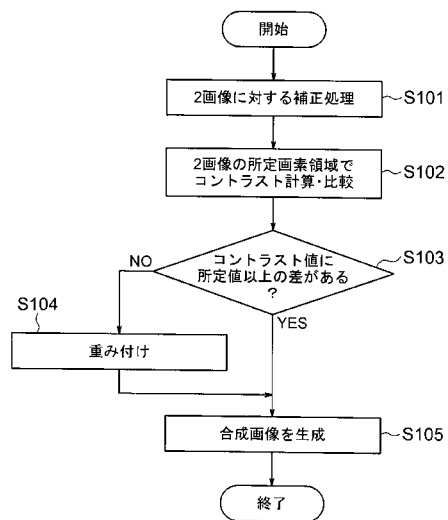 開始
2画像に対する補正処理
S101
2画像の所定画素領域で
コントラスト計算・比較
S102
コントラスト値に
所定値以上の差がある
?
S103
NO
YES
S104
重み付け
合成画像を生成
S105
終了